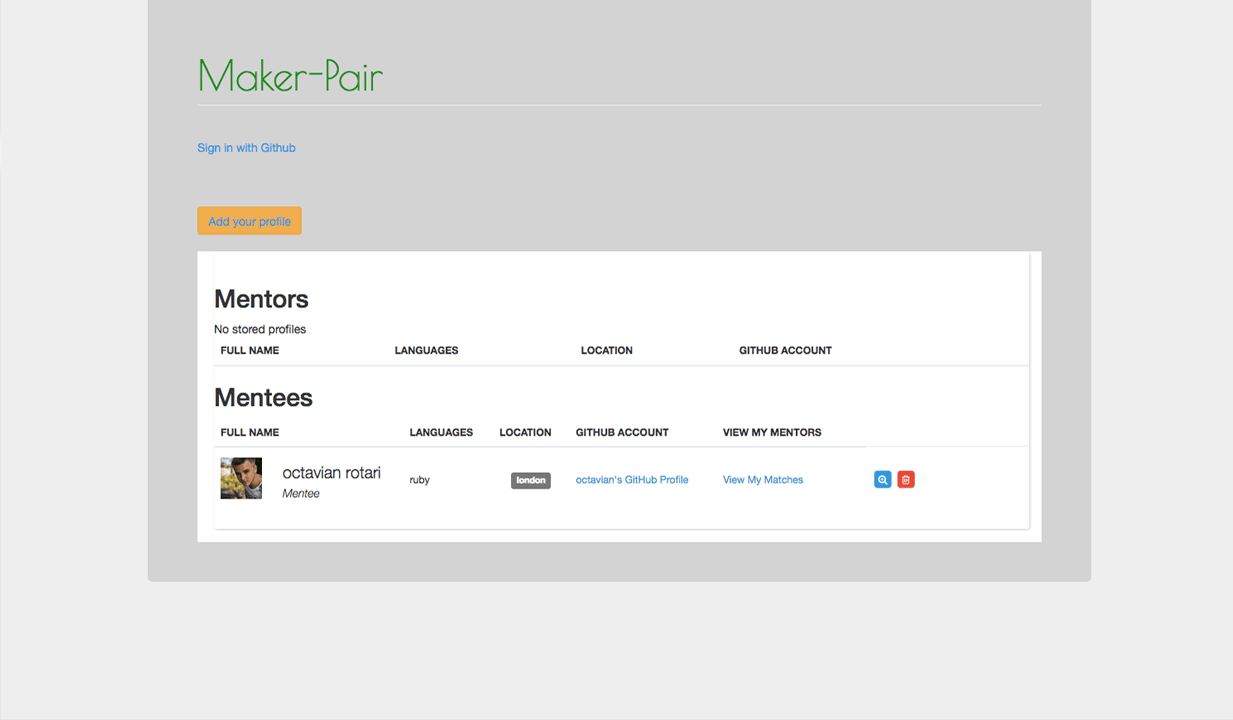 Maker-Pair
Sign in with Github
Add your profile
Mentors
No stored profiles
FULL NAME LANGUAGES LOCATION GITHUB ACCOUNT
Mentees
FULL NAME LANGUAGES LOCATION GITHUB ACCOUNT VIEW MY MENTORS
octavian rotari ruby london octavian's GitHub Profile View My Matches
Mentee